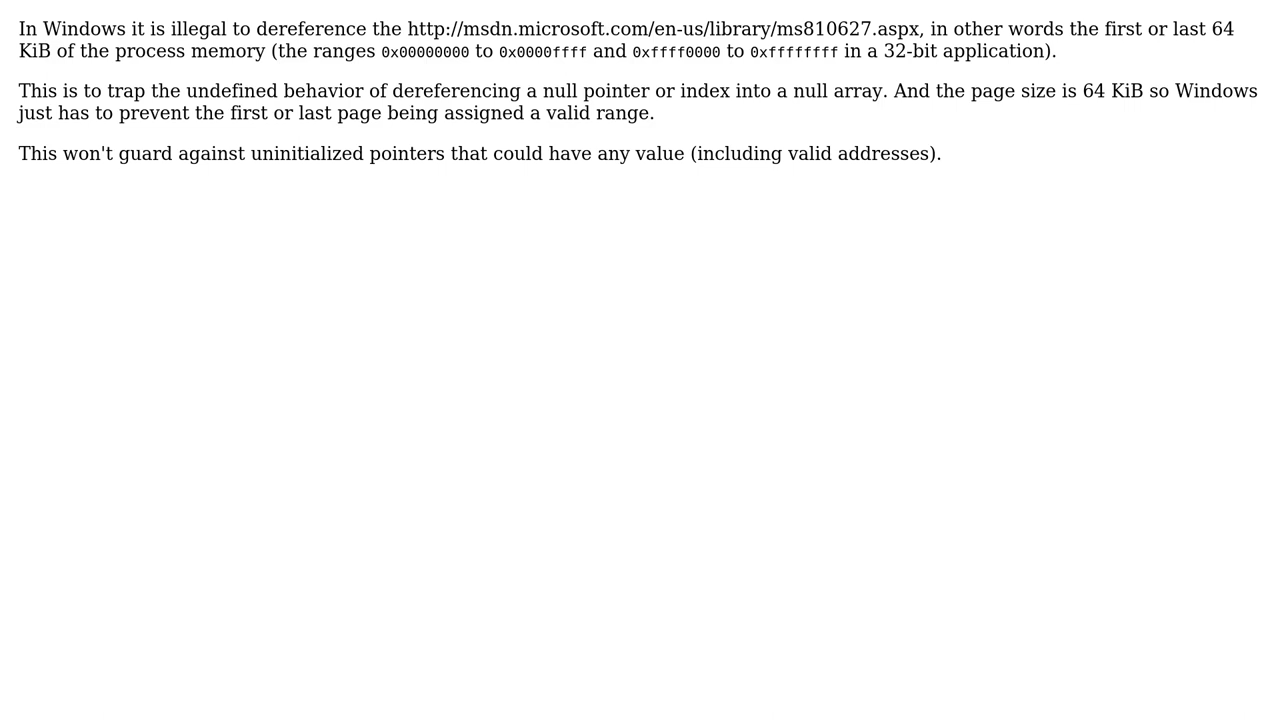 In Windows it is illegal to dereference the http://msdn.microsoft.com/en-us/library/ms810627.aspx, in other words the first or last 64
KiB of the process memory (the ranges 0x00000000 to 0x0000ffff and 0xffff0000 to 0xffffffff in a 32-bit application).
This is to trap the undefined behavior of dereferencing a null pointer or index into a null array. And the page size is 64 KiB so Windows
just has to prevent the first or last page being assigned a valid range.
This won't guard against uninitialized pointers that could have any value (including valid addresses).